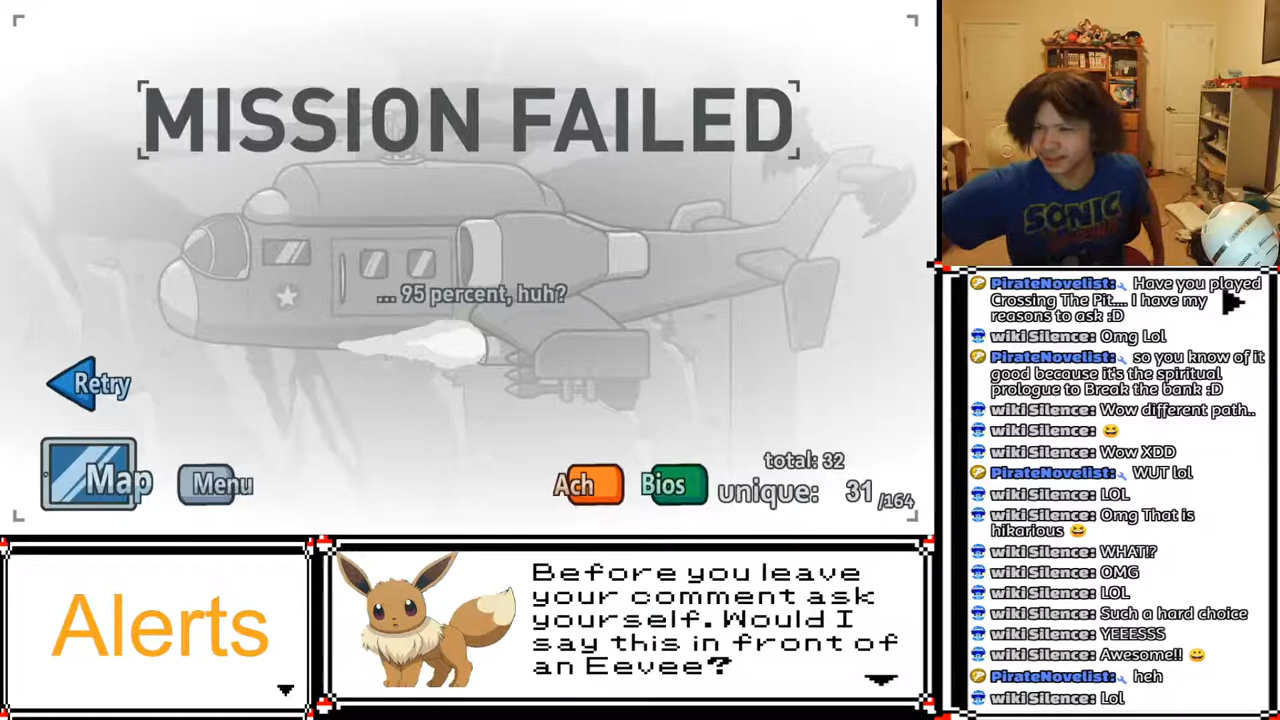 MISSION FAILED
... 95 percent, huh?
Retry
Map
Menu
Ach
Bios
total: 32
unique: 31 /164
SONIC
PirateNovelist: Have you played
Crossing The Pit.... I have my
reasons to ask :D
wiki Silence: Omg Lol
PirateNovelist: so you know of it
good because it's the spiritual
prologue to Break the bank :D
wiki Silence: Wow different path..
wiki Silence: 😆
wiki Silence: Wow XDD
PirateNovelist: WUT lol
wiki Silence: LOL
wiki Silence: Omg That is
hikarious 😆
wiki Silence: WHAT!?
wiki Silence: OMG
wiki Silence: LOL
wiki Silence: Such a hard choice
wiki Silence: YEEESSS
wiki Silence: Awesome!! 😀
PirateNovelist: heh
wiki Silence: Lol
Alerts
Before you leave
your comment ask
yourself. Would I
say this in front of
an Eevee?